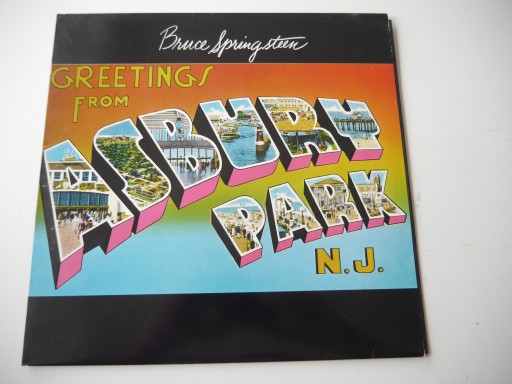 Bruce Springsteen
GREETINGS
FROM
ASBURY
PARK
N.J.